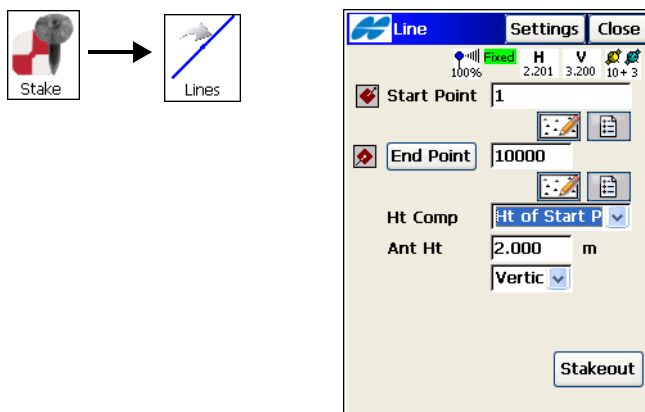 Stake
Lines
Line Settings Close
100% Fixed H 2.201 V 3.200 10+3
Start Point 1
End Point 10000
Ht Comp Ht of Start P
Ant Ht 2.000 m
Vertic
Stakeout